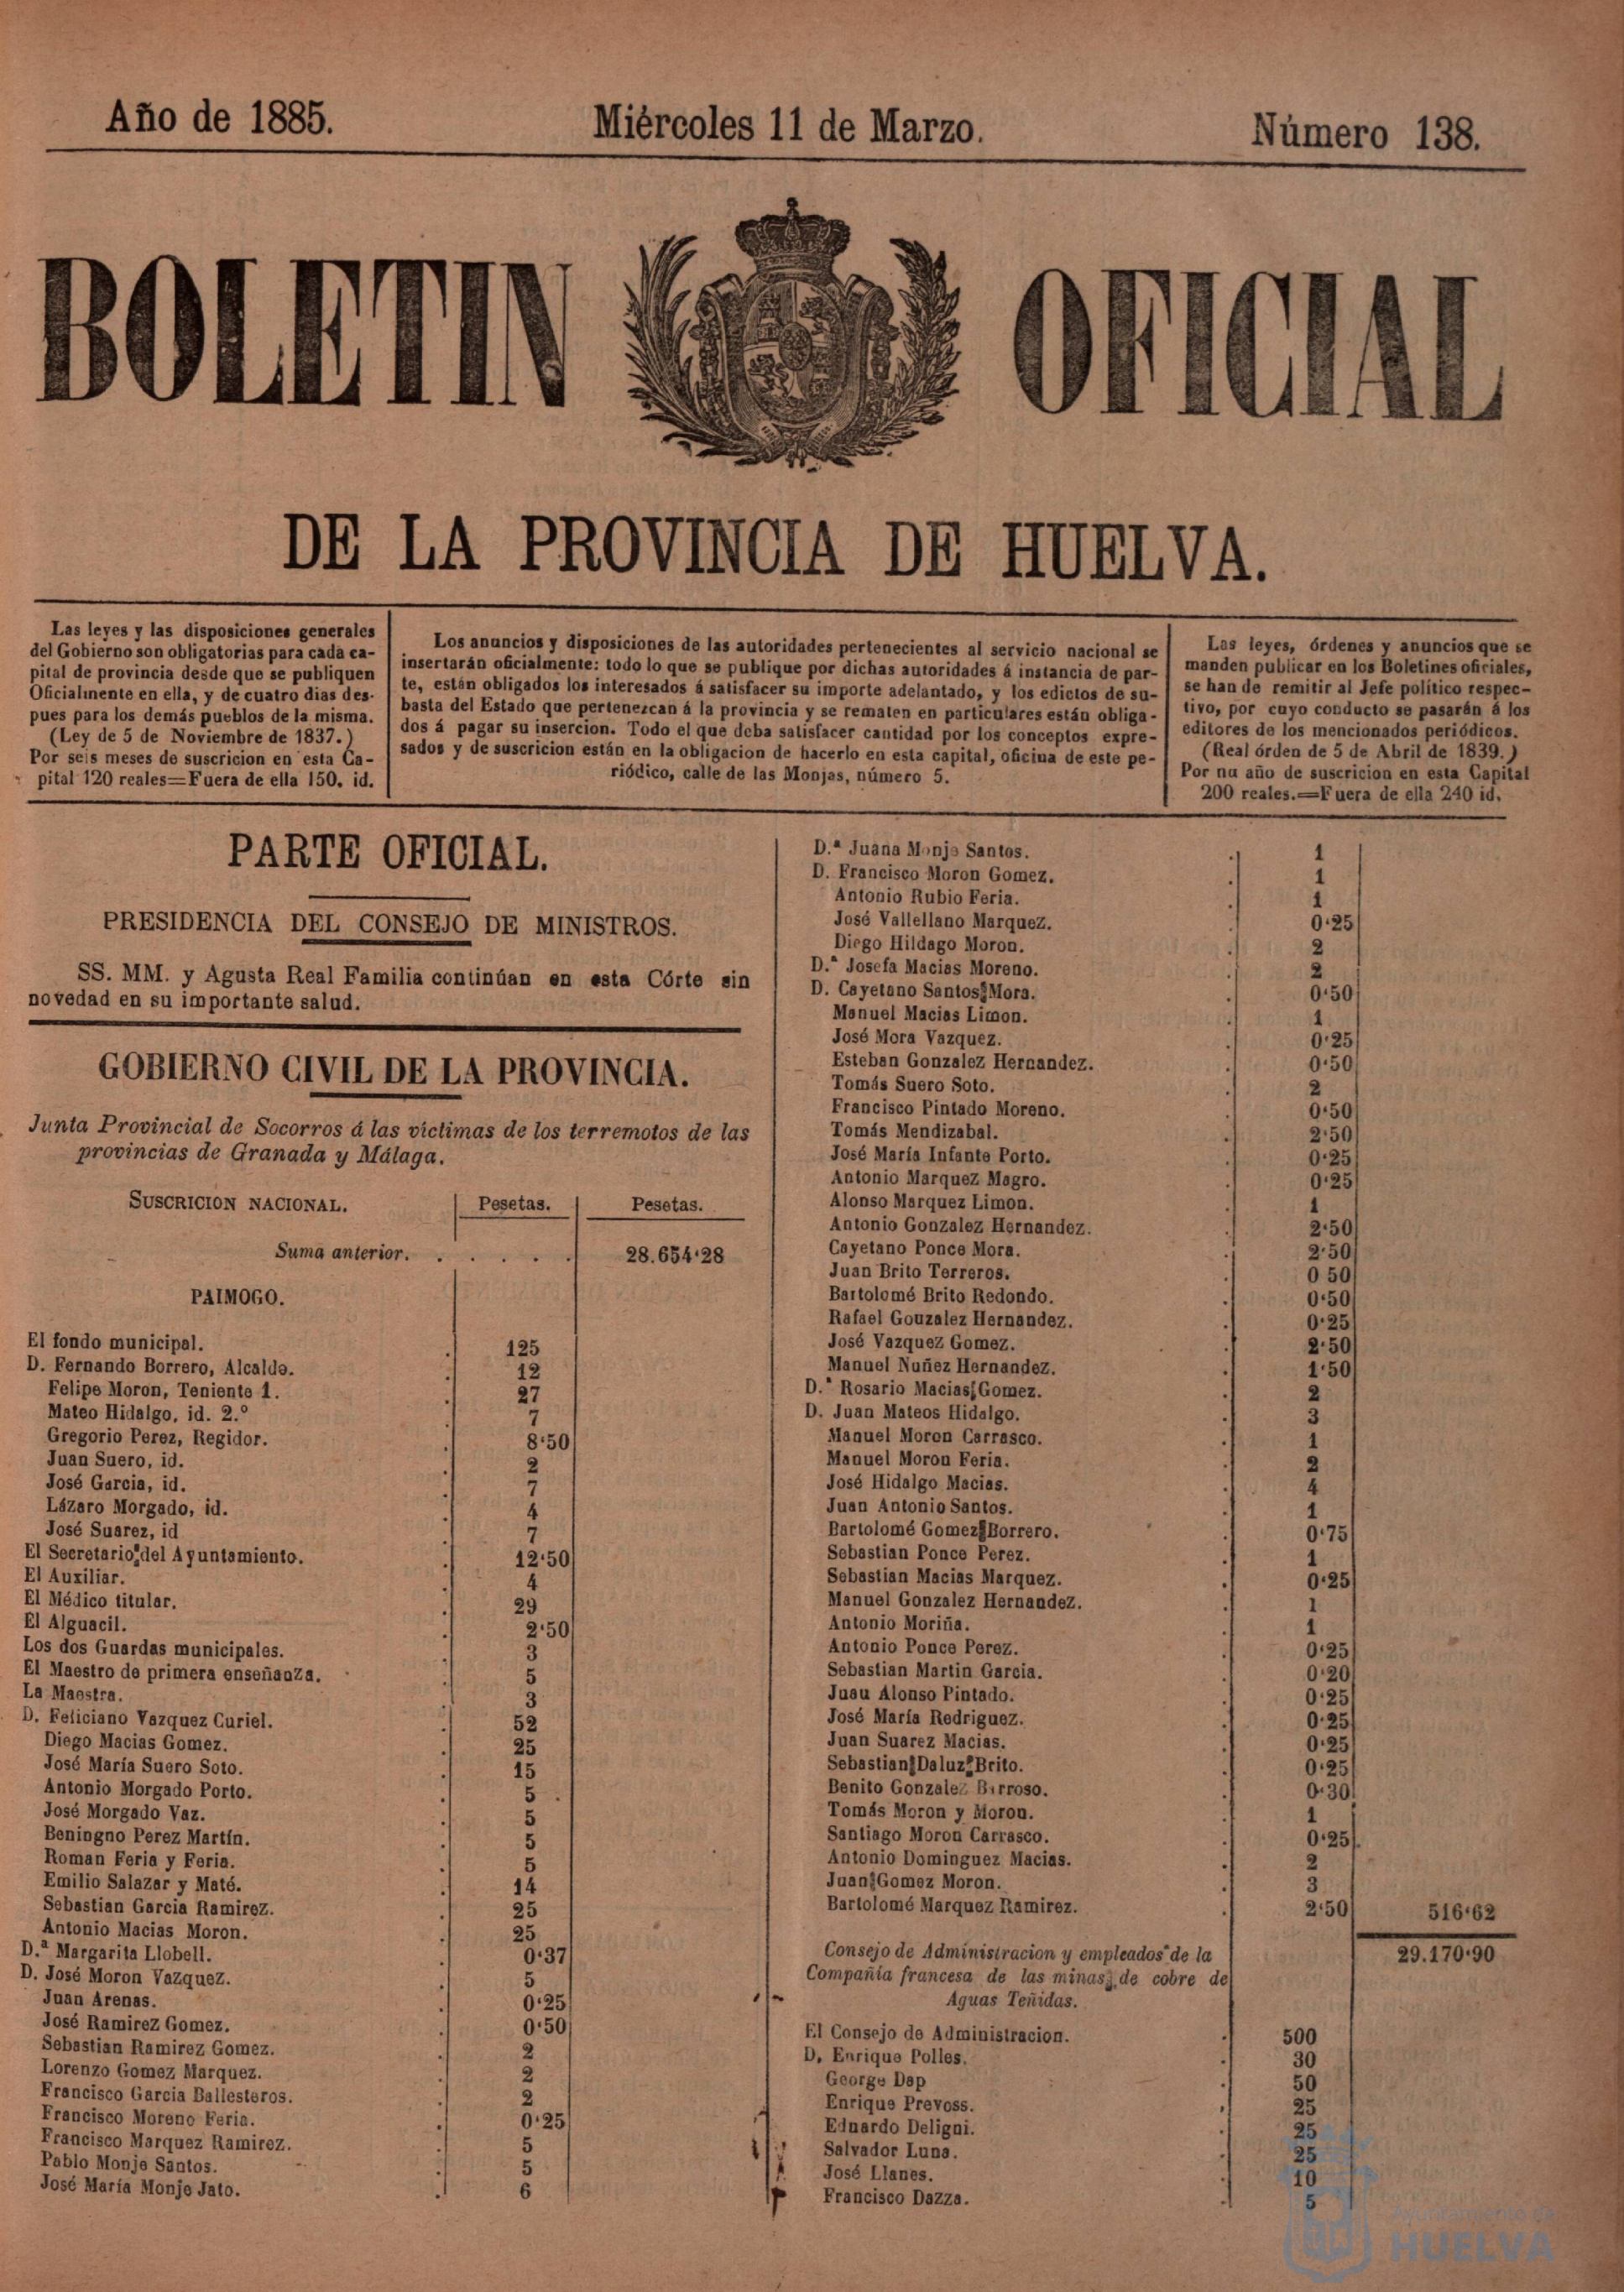 Año de 1885.
Miércoles 11 de Marzo.
Número 138.
BOLETIN OFICIAL
DE LA PROVINCIA DE HUELVA.
Las leyes y las disposiciones generales
del Gobierno son obligatorias para cada ca-
pital de provincia desde que se publiquen
Oficialmente en ella, y de cuatro dias des-
pues para los demás pueblos de la misma.
(Ley de 5 de Noviembre de 1837.)
Por seis meses de suscricion en esta Ca-
pital 120 reales=Fuera de ella 150, id.
Los anuncios y disposiciones de las autoridades pertenecientes al servicio nacional se
insertarán oficialmente: todo lo que se publique por dichas autoridades á instancia de par-
te, están obligados los interesados á satisfacer su importe adelantado, y los edictos de su-
basta del Estado que pertenezcan á la provincia y se rematen en particulares están obliga-
dos á pagar su insercion. Todo el que deba satisfacer cantidad por los conceptos expre-
sados y de suscricion están en la obligacion de hacerlo en esta capital, oficina de este pe-
riódico, calle de las Monjas, número 5.
Las leyes, órdenes y anuncios que se
manden publicar en los Boletines ofiriales,
se han de remitir al Jefe político respec-
tivo, por cuyo conducto se pasarán á los
editores de los mencionados periódicos.
(Real órden de 5 de Abril de 1839.)
Por nu año de suscricion en esta Capital
200 reales.=Fuera de ella 240 id.
PARTE OFICIAL.
PRESIDENCIA DEL CONSEJO DE MINISTROS.
SS. MM. y Agusta Real Familia continúan en esta Córte sin
novedad en su importante salud.
GOBIERNO CIVIL DE LA PROVINCIA.
Junta Provincial de Socorros á las víctimas de los terremotos de las
provincias de Granada y Málaga.
SUSCRICION NACIONAL. Pesetas. Pesetas.
Suma anterior. . . . . . 28.654'28
PAIMOGO.
El fondo municipal. . 125
D. Fernando Borrero, Alcalde. . 12
Felipe Moron, Teniente 1. . 27
Mateo Hidalgo, id. 2.º . 7
Gregorio Perez, Regidor. . 8'50
Juan Suero, id. . 2
José Garcia, id. . 7
Lázaro Morgado, id. . 4
José Suarez, id . 7
El Secretario del Ayuntamiento. . 12'50
El Auxiliar. . 4
El Médico titular. . 29
El Alguacil. . 2'50
Los dos Guardas municipales. . 3
El Maestro de primera enseñanza. . 5
La Maestra. . 3
D. Feliciano Vazquez Curiel. . 52
Diego Macias Gomez. . 25
José María Suero Soto. . 15
Antonio Morgado Porto. . 5
José Morgado Vaz. . 5
Beningno Perez Martín. . 5
Roman Feria y Feria. . 5
Emilio Salazar y Maté. . 14
Sebastian Garcia Ramirez. . 25
Antonio Macias Moron. . 25
D.ª Margarita Llobell. . 0'37
D. José Moron Vazquez. . 5
Juan Arenas. . 0'25
José Ramirez Gomez. . 0'50
Sebastian Ramirez Gomez. . 2
Lorenzo Gomez Marquez. . 2
Francisco Garcia Ballesteros. . 2
Francisco Moreno Feria. . 0'25
Francisco Marquez Ramirez. . 5
Pablo Monje Santos. . 5
José María Monje Jato. . 6
D.ª Juana Monje Santos. . 1
D. Francisco Moron Gomez. . 1
Antonio Rubio Feria. . 1
José Vallellano Marquez. . 0'25
Diego Hildago Moron. . 2
D.ª Josefa Macias Moreno. . 2
D. Cayetano Santos Mora. . 0'50
Manuel Macias Limon. . 1
José Mora Vazquez. . 0'25
Esteban Gonzalez Hernandez. . 0'50
Tomás Suero Soto. . 2
Francisco Pintado Moreno. . 0'50
Tomás Mendizabal. . 2'50
José María Infante Porto. . 0'25
Antonio Marquez Magro. . 0'25
Alonso Marquez Limon. . 1
Antonio Gonzalez Hernandez. . 2'50
Cayetano Ponce Mora. . 2'50
Juan Brito Terreros. . 0 50
Bartolomé Brito Redondo. . 0'50
Rafael Gouzalez Hernandez. . 0'25
José Vazquez Gomez. . 2'50
Manuel Nuñez Hernandez. . 1'50
D.ª Rosario Macias Gomez. . 2
D. Juan Mateos Hidalgo. . 3
Manuel Moron Carrasco. . 1
Manuel Moron Feria. . 2
José Hidalgo Macias. . 4
Juan Antonio Santos. . 1
Bartolomé Gomez Borrero. . 0'75
Sebastian Ponce Perez. . 1
Sebastian Macias Marquez. . 0'25
Manuel Gonzalez Hernandez. . 1
Antonio Moriña. . 1
Antonio Ponce Perez. . 0'25
Sebastian Martin Garcia. . 0'20
Juau Alonso Pintado. . 0'25
José María Redriguez. . 0'25
Juan Suarez Macias. . 0'25
Sebastian Daluz Brito. . 0'25
Benito Gonzalez Barroso. . 0'30
Tomás Moron y Moron. . 1
Santiago Moron Carrasco. . 0'25
Antonio Dominguez Macias. . 2
Juan Gomez Moron. . 3
Bartolomé Marquez Ramirez. . 2'50 516'62
29.170'90
Consejo de Administracion y empleados de la
Compañía francesa de las minas de cobre de
Aguas Teñidas.
El Consejo de Administracion. . 500
D. Enrique Polles. . 30
George Dap . 50
Enrique Prevoss. . 25
Eduardo Deligni. . 25
Salvador Luna. . 25
José Llanes. . 10
Francisco Dazza. . 5
Ayuntamiento de
HUELVA